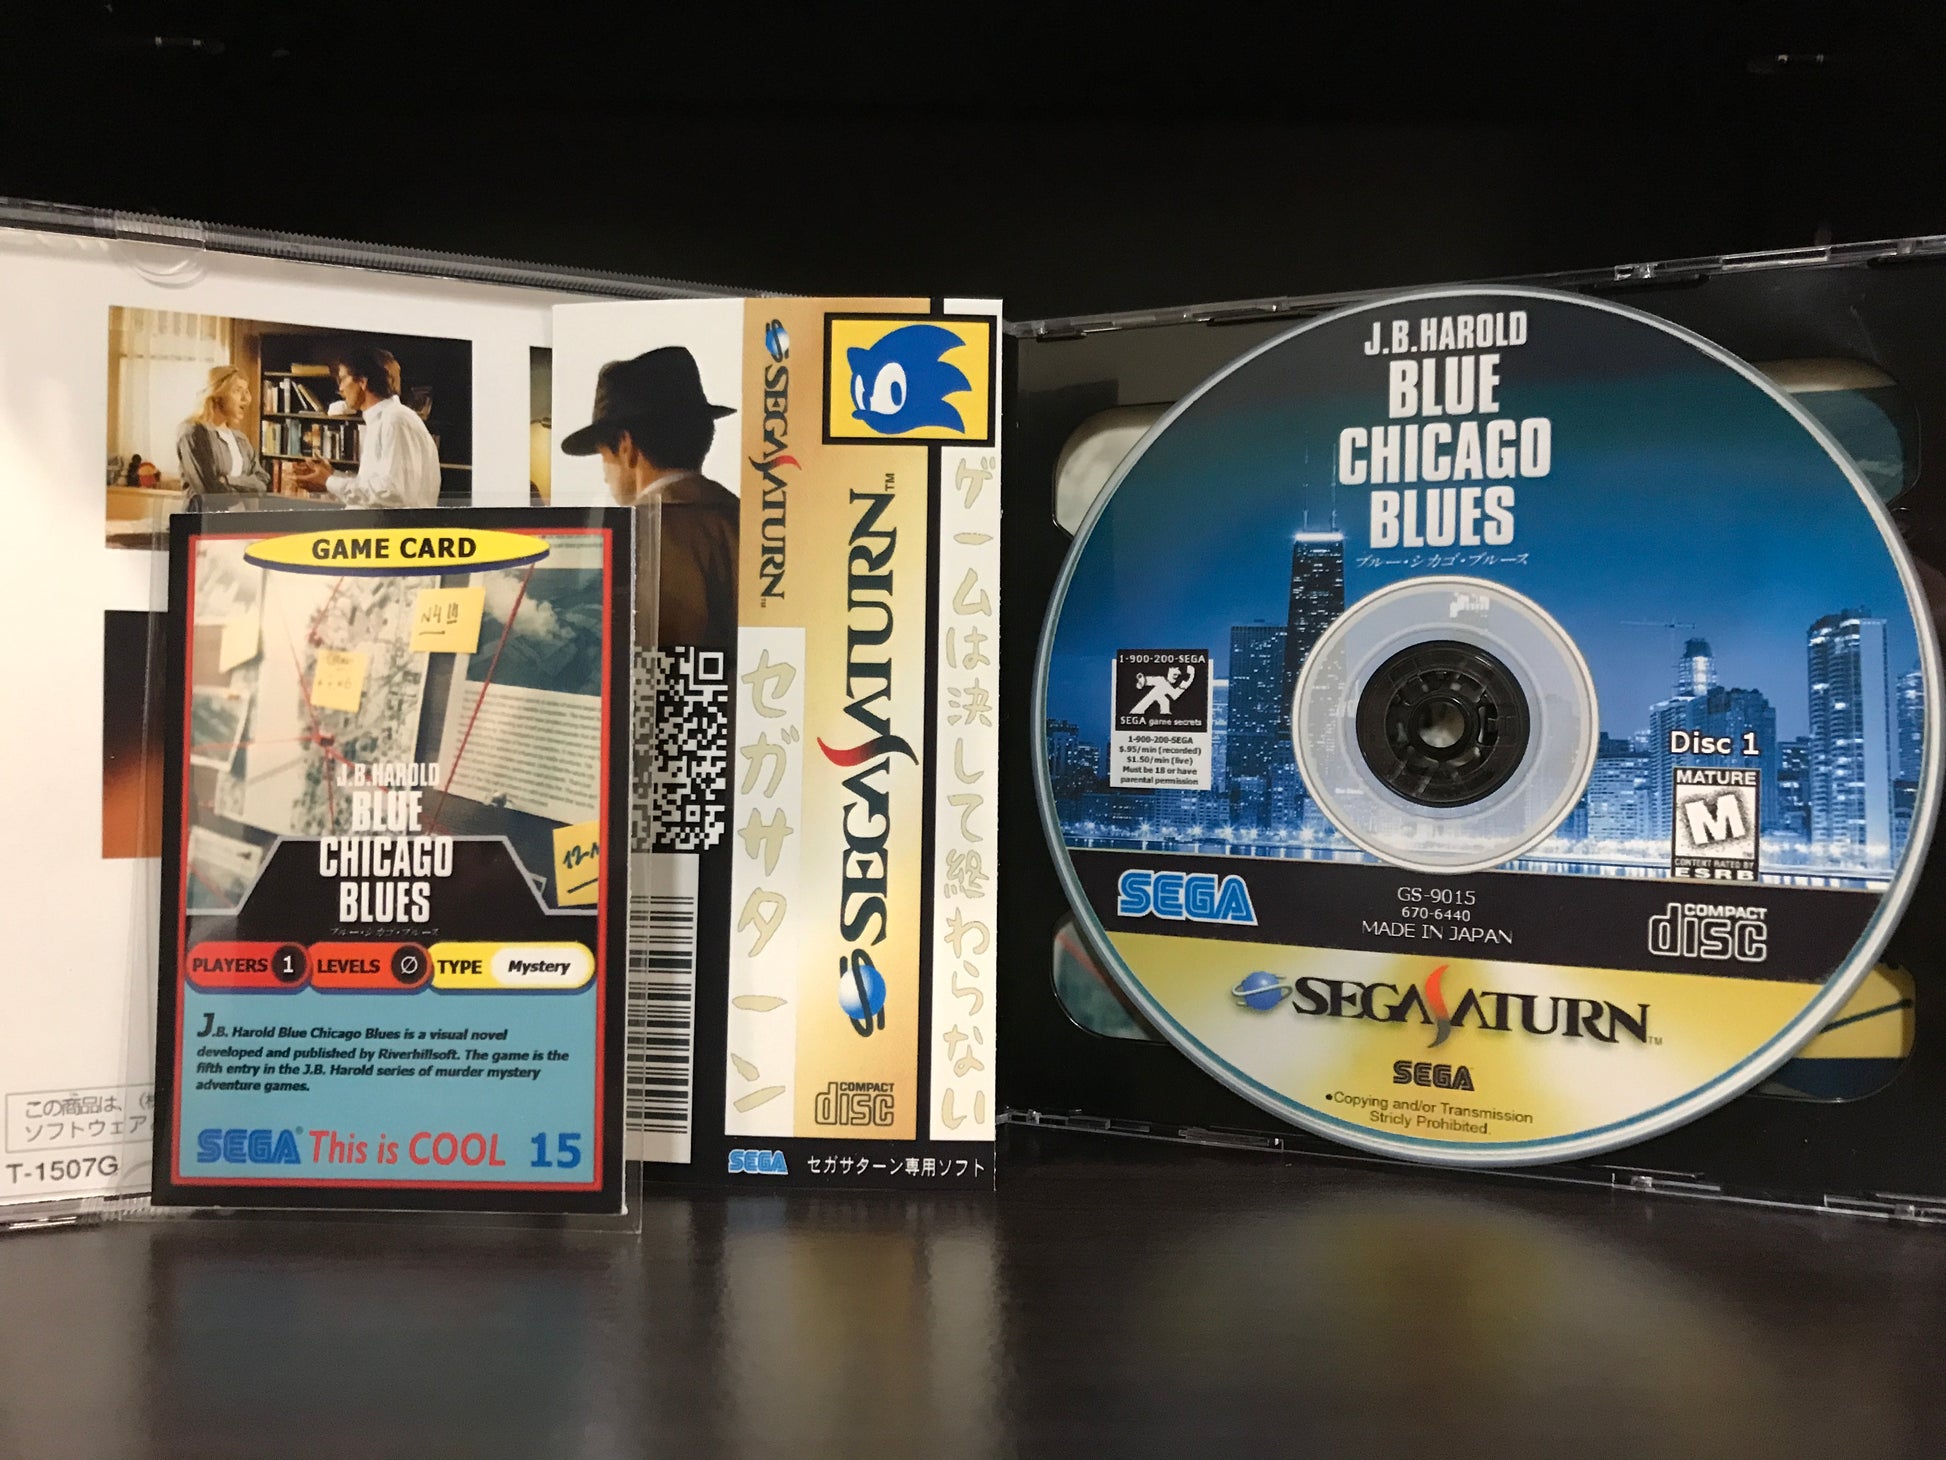 GAME CARD
N4
J.B.HAROLD
BLUE
CHICAGO
BLUES
ブルー・シカゴ・ブルース
PLAYERS 1 LEVELS Ø TYPE Mystery
J.B. Harold Blue Chicago Blues is a visual novel
developed and published by Riverhillsoft. The game is the
fifth entry in the J.B. Harold series of murder mystery
adventure games.
SEGA This is COOL 15
この商品は、
ソフトウェア
T-1507G
SEGA SATURN™
セガサターン
SEGA SATURN™
COMPACT
disc
ゲームは決して終わらない
SEGA セガサターン専用ソフト
J.B.HAROLD
BLUE
CHICAGO
BLUES
ブルー・シカゴ・ブルース
1-900-200-SEGA
SEGA game secrets
1-900-200-SEGA
$.95/min (recorded)
$1.50/min (live)
Must be 18 or have
parental permission
Disc 1
MATURE
M
CONTENT RATED BY
ESRB
SEGA
GS-9015
670-6440
MADE IN JAPAN
COMPACT
disc
SEGA SATURN™
SEGA
•Copying and/or Transmission
Stricly Prohibited.